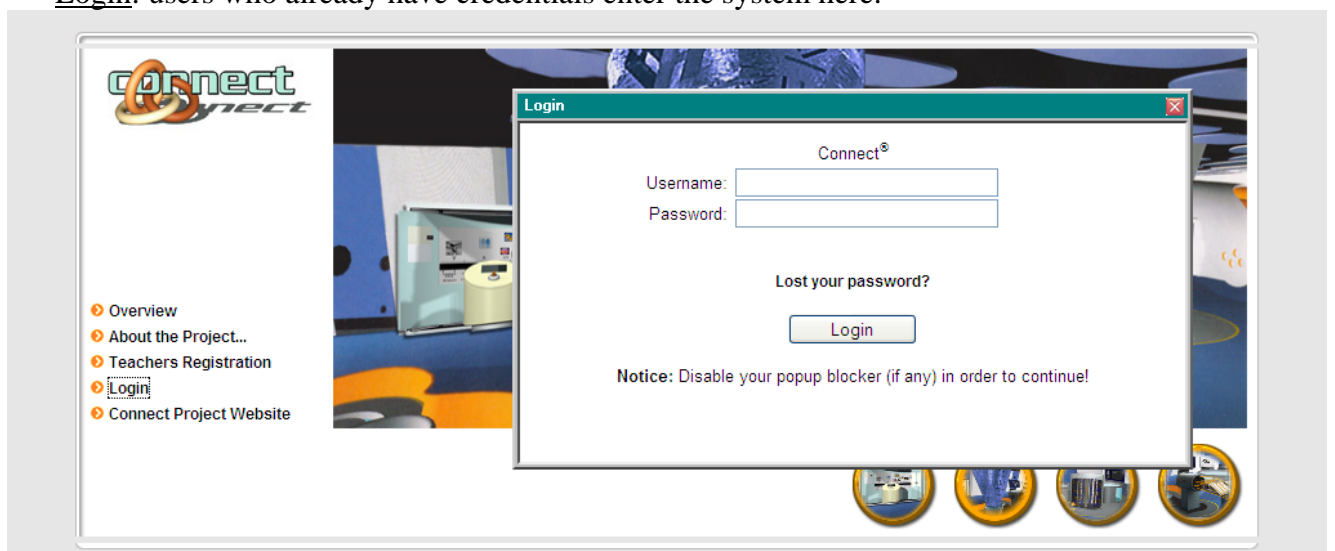 Login: users who already have credentials enter the system here.
connect
nnect
Login
Connect®
Username:
Password:
Lost your password?
Login
Notice: Disable your popup blocker (if any) in order to continue!
Overview
About the Project...
Teachers Registration
Login
Connect Project Website